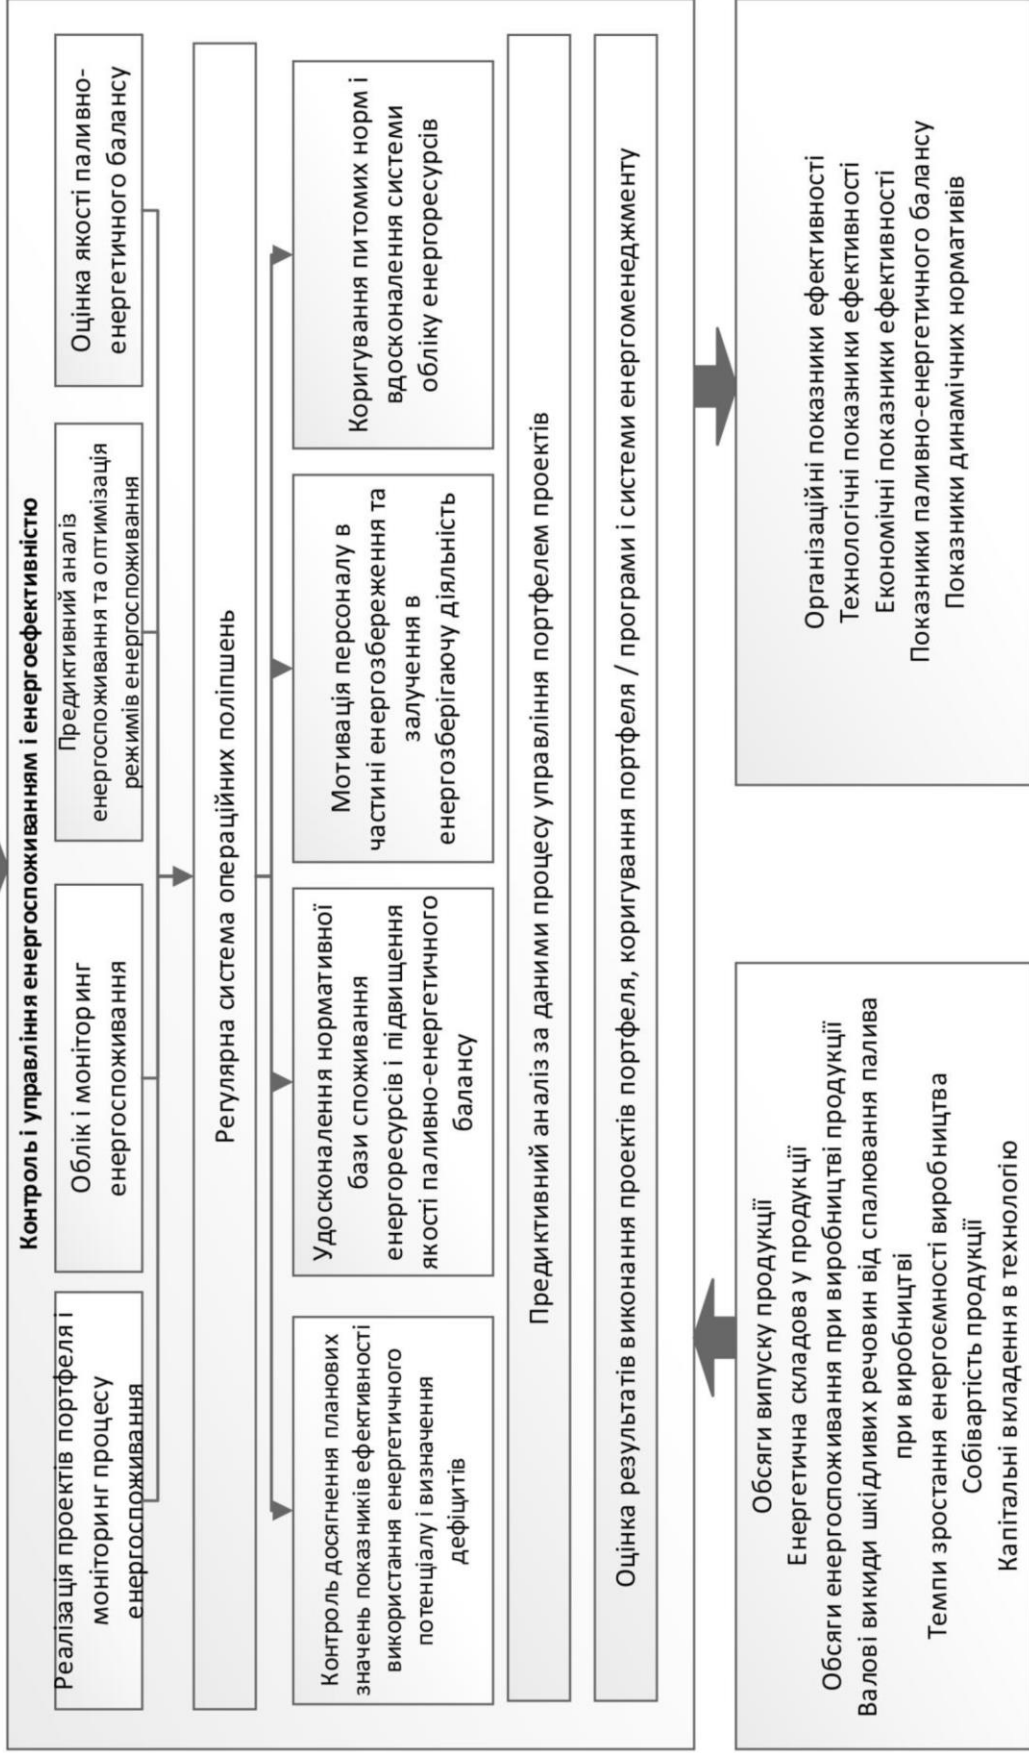 Контроль і управління енергоспоживанням і енергоефективністю
Реалізація проектів портфеля і
моніторинг процесу
енергоспоживання
Облік і моніторинг
енергоспоживання
Предиктивний аналіз
енергоспоживання та оптимізація
режимів енергоспоживання
Оцінка якості паливно-
енергетичного балансу
Регулярна система операційних поліпшень
Контроль досягнення планових
значень показників ефективності
використання енергетичного
потенціалу і визначення
дефіцитів
Удосконалення нормативної
бази споживання
енергоресурсів і підвищення
якості паливно-енергетичного
балансу
Мотивація персоналу в
частині енергозбереження та
залучення в
енергозберігаючу діяльність
Коригування питомих норм і
вдосконалення системи
обліку енергоресурсів
Предиктивний аналіз за даними процесу управління портфелем проектів
Оцінка результатів виконання проектів портфеля, коригування портфеля / програми і системи енергоменеджменту
Обсяги випуску продукції
Енергетична складова у продукції
Обсяги енергоспоживання при виробництві продукції
Валові викиди шкідливих речовин від спалювання палива
при виробництві
Темпи зростання енергоємності виробництва
Собівартість продукції
Капітальні вкладення в технологію
Організаційні показники ефективності
Технологічні показники ефективності
Економічні показники ефективності
Показники паливно-енергетичного балансу
Показники динамічних нормативів